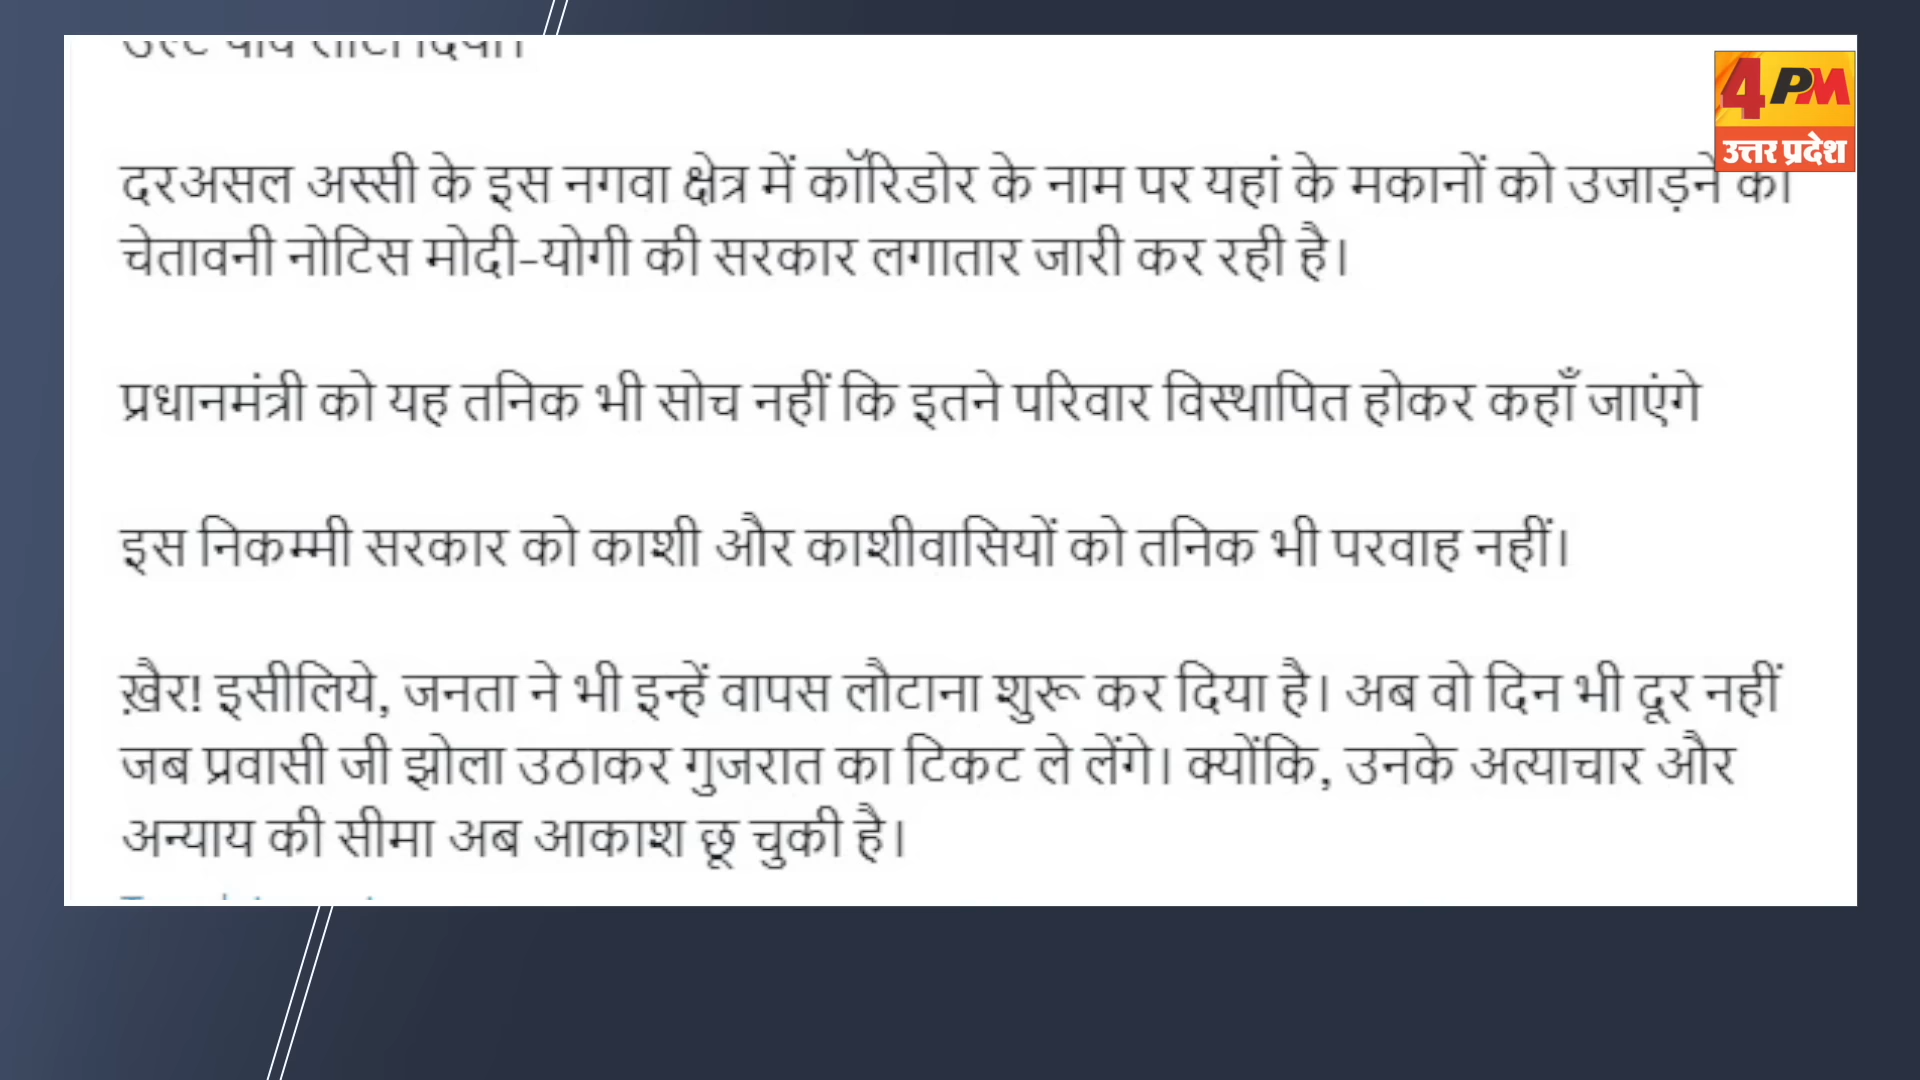 4PM
उत्तर प्रदेश
दरअसल अस्सी के इस नगवा क्षेत्र में कॉरिडोर के नाम पर यहां के मकानों को उजाड़ने का
चेतावनी नोटिस मोदी-योगी की सरकार लगातार जारी कर रही है।
प्रधानमंत्री को यह तनिक भी सोच नहीं कि इतने परिवार विस्थापित होकर कहाँ जाएंगे
इस निकम्मी सरकार को काशी और काशीवासियों को तनिक भी परवाह नहीं।
ख़ैर! इसीलिये, जनता ने भी इन्हें वापस लौटाना शुरू कर दिया है। अब वो दिन भी दूर नहीं
जब प्रवासी जी झोला उठाकर गुजरात का टिकट ले लेंगे। क्योंकि, उनके अत्याचार और
अन्याय की सीमा अब आकाश छू चुकी है।